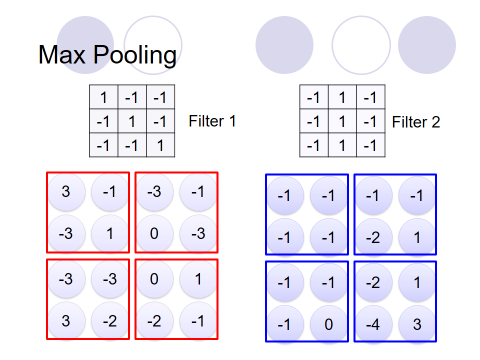 Max Pooling
1 -1 -1
-1 1 -1
-1 -1 1
Filter 1
-1 1 -1
-1 1 -1
-1 1 -1
Filter 2
3 -1 -3 -1
-3 1 0 -3
-3 -3 0 1
3 -2 -2 -1
-1 -1 -1 -1
-1 -1 -2 1
-1 -1 -2 1
-1 0 -4 3